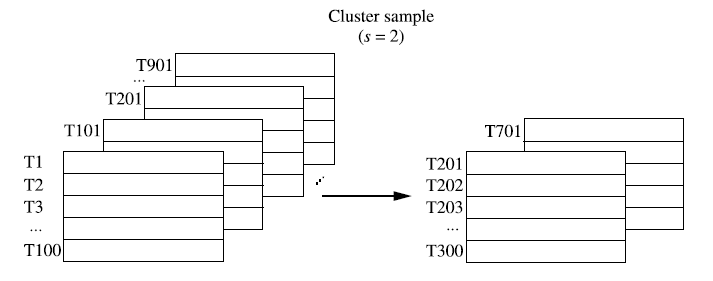 Cluster sample
(s = 2)
T901
...
T201
T101
T1
T2
T3
...
T100
T701
T201
T202
T203
...
T300